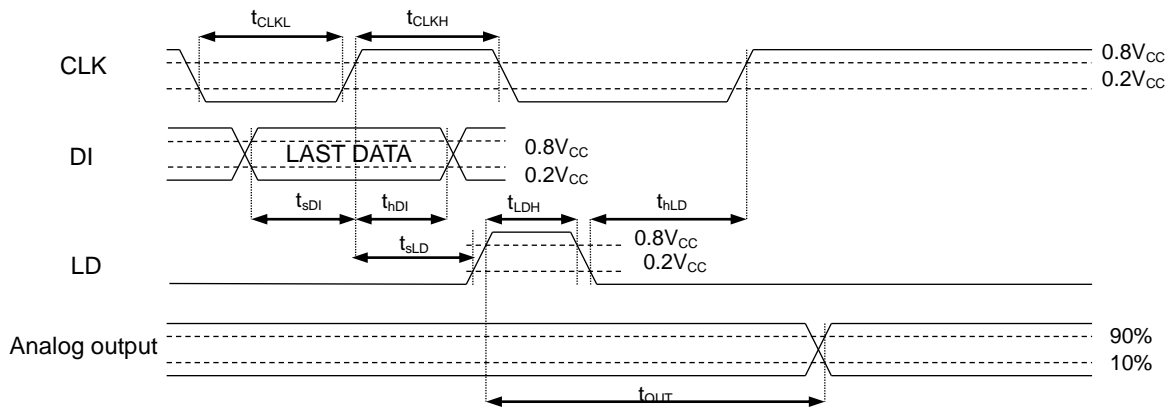 tCLKL tCLKH
CLK 0.8VCC
0.2VCC
DI LAST DATA 0.8VCC
0.2VCC
tsDI thDI tLDH thLD
tsLD 0.8VCC
LD 0.2VCC
Analog output 90%
10%
tOUT